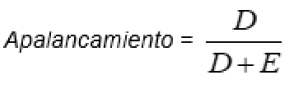 Apalancamiento = D / D + E